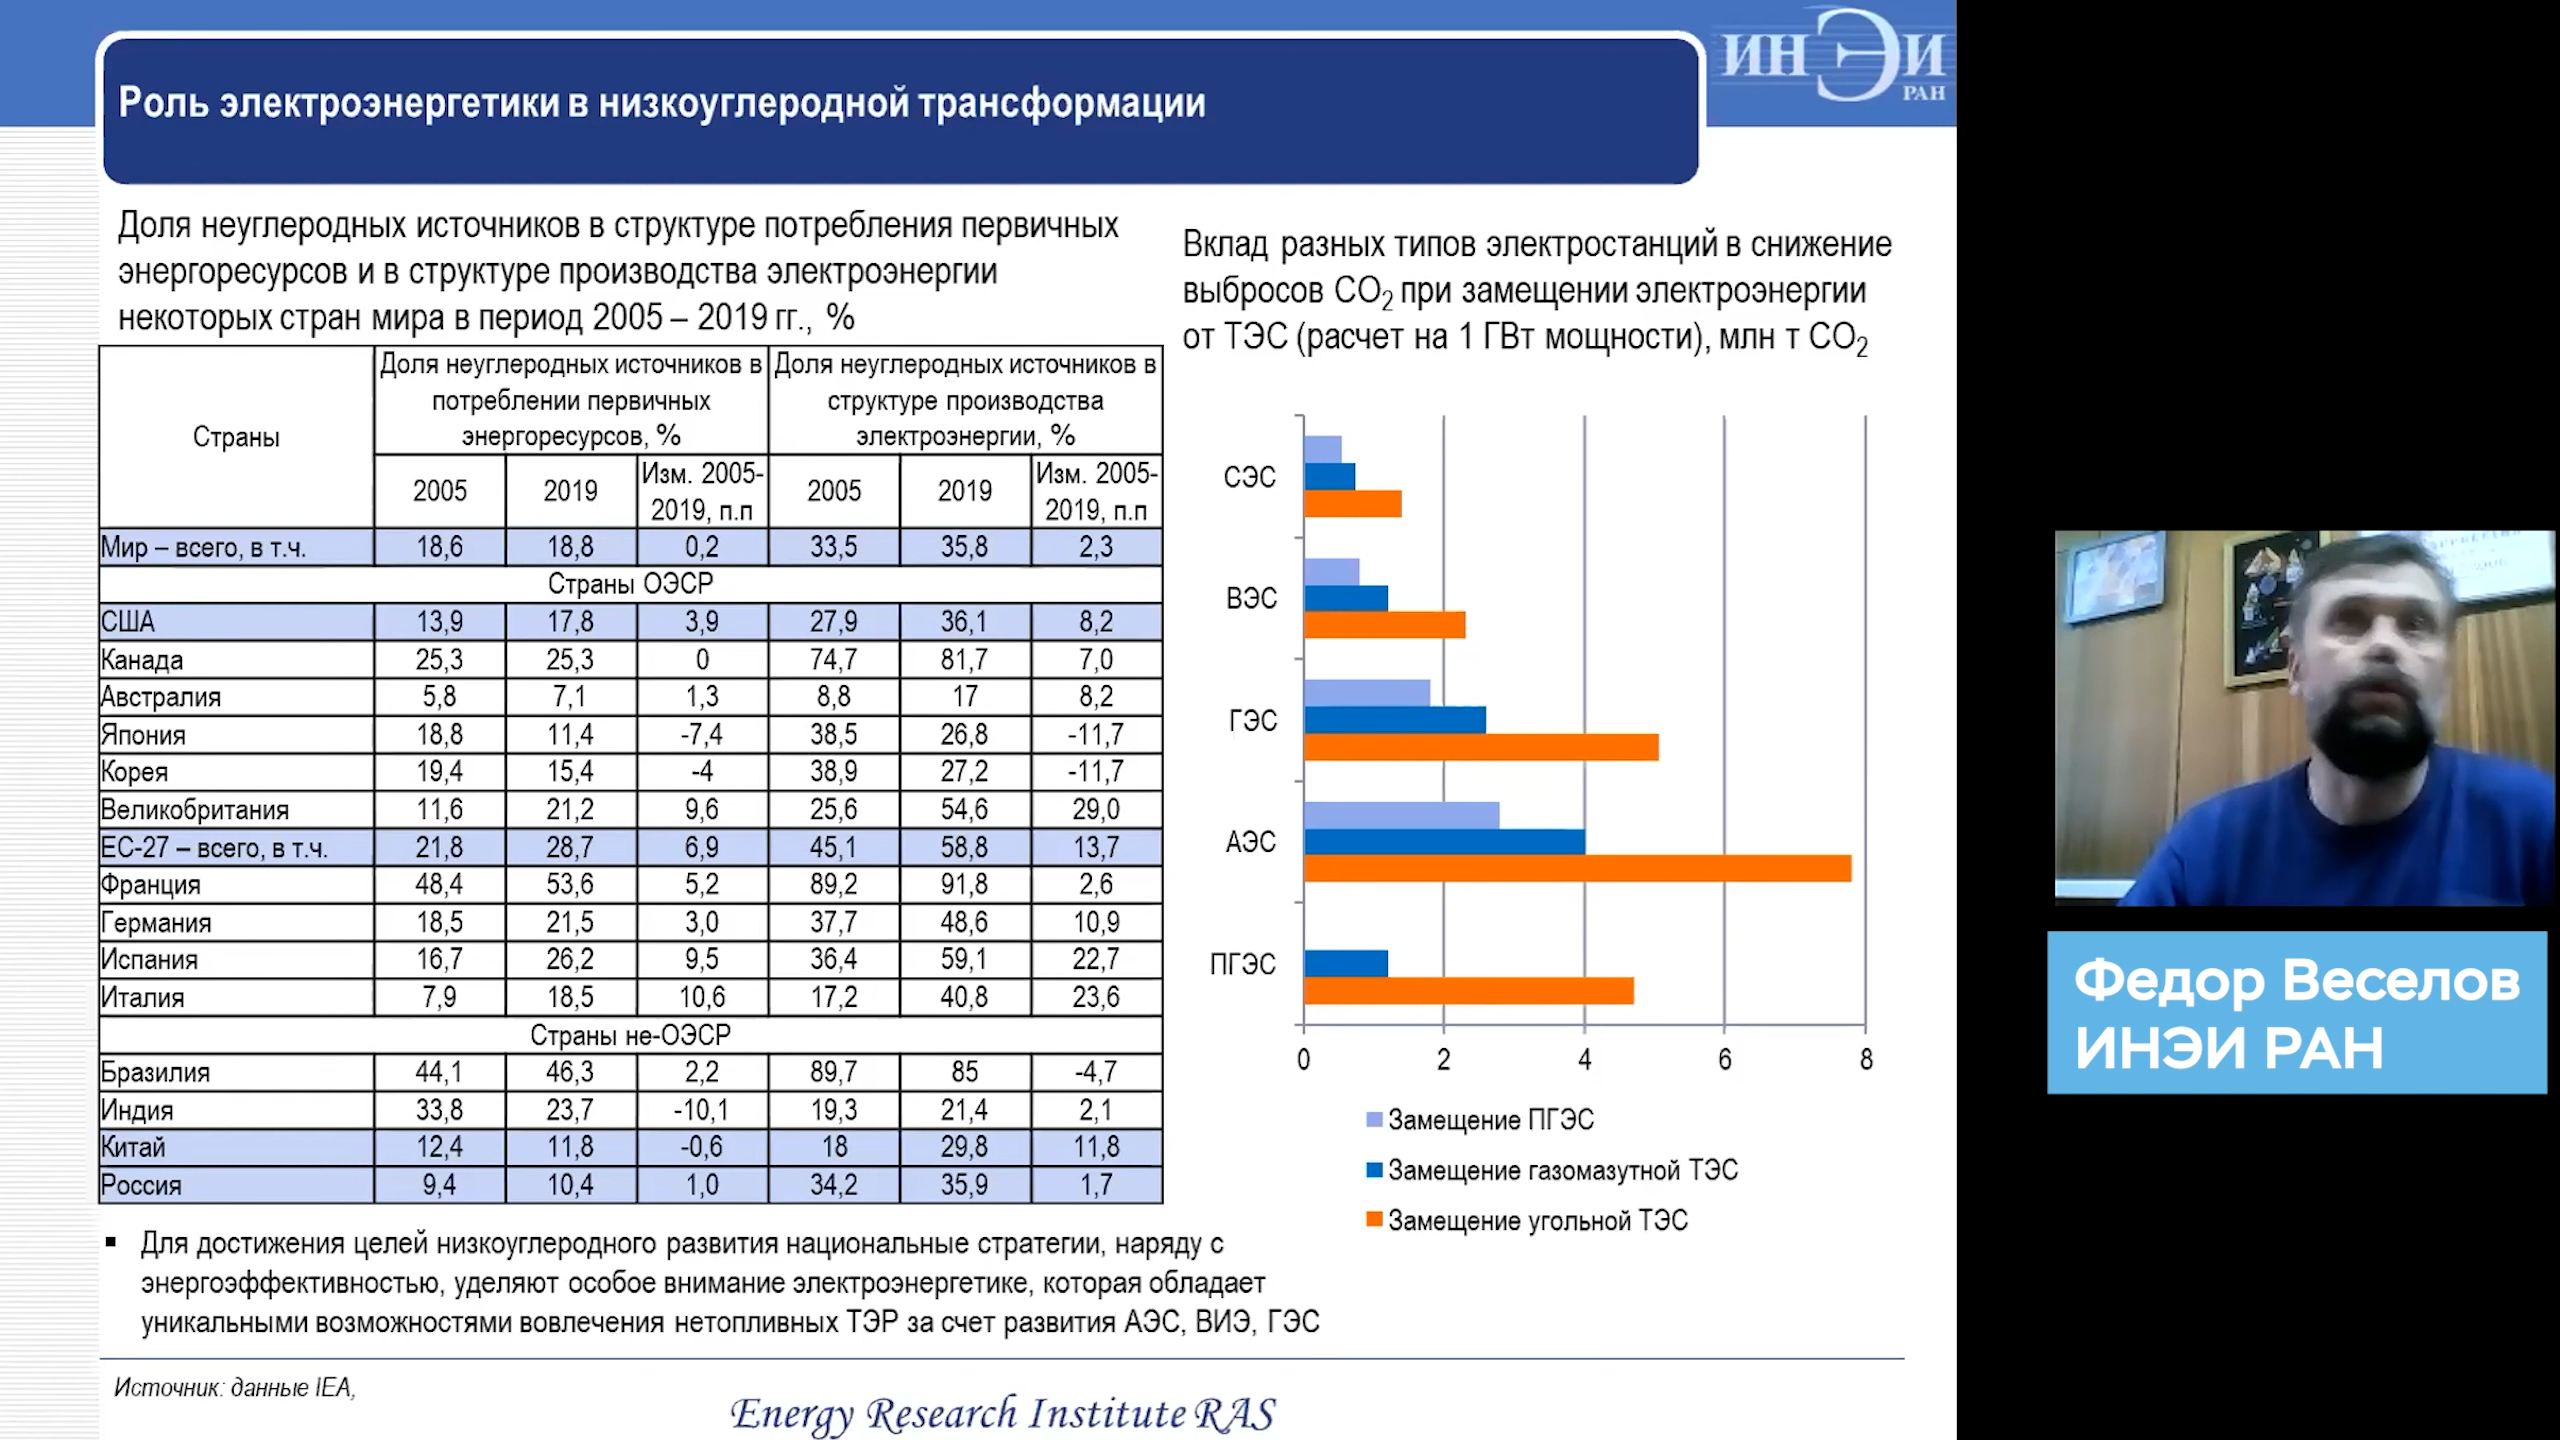 Роль электроэнергетики в низкоуглеродной трансформации
ИНЭИ
РАН
Доля неуглеродных источников в структуре потребления первичных
энергоресурсов и в структуре производства электроэнергии
некоторых стран мира в период 2005 – 2019 гг., %
Страны
Доля неуглеродных источников в
потреблении первичных
энергоресурсов, %
Доля неуглеродных источников в
структуре производства
электроэнергии, %
2005 2019 Изм. 2005-
2019, п.п
2005 2019 Изм. 2005-
2019, п.п
Мир – всего, в т.ч. 18,6 18,8 0,2 33,5 35,8 2,3
Страны ОЭСР
США 13,9 17,8 3,9 27,9 36,1 8,2
Канада 25,3 25,3 0 74,7 81,7 7,0
Австралия 5,8 7,1 1,3 8,8 17 8,2
Япония 18,8 11,4 -7,4 38,5 26,8 -11,7
Корея 19,4 15,4 -4 38,9 27,2 -11,7
Великобритания 11,6 21,2 9,6 25,6 54,6 29,0
ЕС-27 – всего, в т.ч. 21,8 28,7 6,9 45,1 58,8 13,7
Франция 48,4 53,6 5,2 89,2 91,8 2,6
Германия 18,5 21,5 3,0 37,7 48,6 10,9
Испания 16,7 26,2 9,5 36,4 59,1 22,7
Италия 7,9 18,5 10,6 17,2 40,8 23,6
Страны не-ОЭСР
Бразилия 44,1 46,3 2,2 89,7 85 -4,7
Индия 33,8 23,7 -10,1 19,3 21,4 2,1
Китай 12,4 11,8 -0,6 18 29,8 11,8
Россия 9,4 10,4 1,0 34,2 35,9 1,7
Вклад разных типов электростанций в снижение
выбросов CO2 при замещении электроэнергии
от ТЭС (расчет на 1 ГВт мощности), млн т CO2
СЭС
ВЭС
ГЭС
АЭС
ПГЭС
0 2 4 6 8
Замещение ПГЭС
Замещение газомазутной ТЭС
Замещение угольной ТЭС
▪ Для достижения целей низкоуглеродного развития национальные стратегии, наряду с
энергоэффективностью, уделяют особое внимание электроэнергетике, которая обладает
уникальными возможностями вовлечения нетопливных ТЭР за счет развития АЭС, ВИЭ, ГЭС
Источник: данные IEA,
Energy Research Institute RAS
Федор Веселов
ИНЭИ РАН